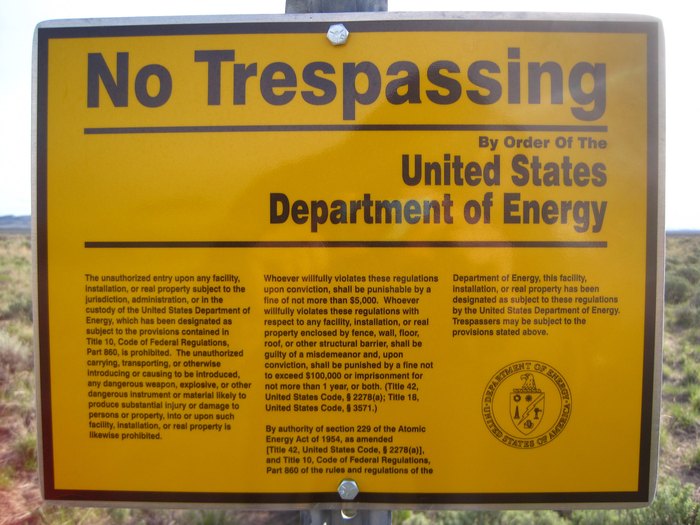 No Trespassing
By Order Of The
United States
Department of Energy
The unauthorized entry upon any facility,
installation, or real property subject to the
jurisdiction, administration, or in the
custody of the United States Department of
Energy, which has been designated as
subject to the provisions contained in
Title 10, Code of Federal Regulations,
Part 860, is prohibited. The unauthorized
carrying, transporting, or otherwise
introducing or causing to be introduced,
any dangerous weapon, explosive, or other
dangerous instrument or material likely to
produce substantial injury or damage to
persons or property, into or upon such
facility, installation, or real property is
likewise prohibited.
Whoever willfully violates these regulations
upon conviction, shall be punishable by a
fine of not more than $5,000. Whoever
willfully violates these regulations with
respect to any facility, installation, or real
property enclosed by fence, wall, floor,
roof, or other structural barrier, shall be
guilty of a misdemeanor and, upon
conviction, shall be punished by a fine not
to exceed $100,000 or imprisonment for
not more than 1 year, or both. (Title 42,
United States Code, § 2278(a); Title 18,
United States Code, § 3571.)
By authority of section 229 of the Atomic
Energy Act of 1954, as amended
[Title 42, United States Code, § 2278(a)],
and Title 10, Code of Federal Regulations,
Part 860 of the rules and regulations of the
Department of Energy, this facility,
installation, or real property has been
designated as subject to these regulations
by the United States Department of Energy.
Trespassers may be subject to the
provisions stated above.
DEPARTMENT OF ENERGY
UNITED STATES OF AMERICA